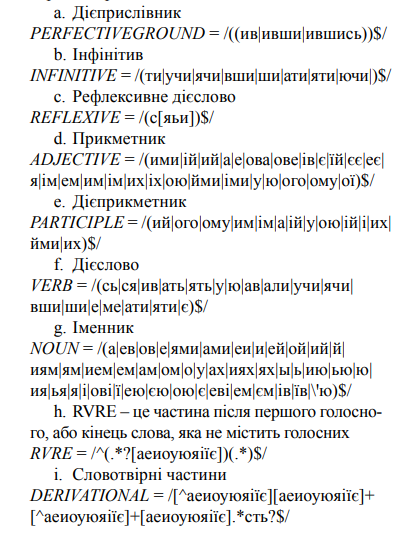 a. Дієприслівник
PERFECTIVEGROUND = /((ив|ивши|ившись))$/
b. Інфінітив
INFINITIVE = /(ти|учи|ячи|вши|ши|ати|яти|ючи|)$/
c. Рефлексивне дієслово
REFLEXIVE = /(с[яьи])$/
d. Прикметник
ADJECTIVE = /(ими|ій|ий|а|е|ова|ове|ів|є|їй|єє|еє|
я|ім|ем|им|ім|их|іх|ою|йми|іми|у|ю|ого|ому|ої)$/
e. Дієприкметник
PARTICIPLE = /(ий|ого|ому|им|ім|а|ій|у|ою|ій|і|их|
йми|их)$/
f. Дієслово
VERB = /(сь|ся|ив|ать|ять|у|ю|ав|али|учи|ячи|
вши|ши|е|ме|ати|яти|є)$/
g. Іменник
NOUN = /(а|ев|ов|е|ями|ами|еи|и|ей|ой|ий|й|
иям|ям|ием|ем|ам|ом|о|у|ах|иях|ях|ы|ь|ию|ью|ю|
ия|ья|я|і|ові|ї|ею|єю|ою|є|еві|ем|єм|ів|їв|\'ю)$/
h. RVRE – це частина після першого голосно-
го, або кінець слова, яка не містить голосних
RVRE = /^(.*?[аеиоуюяіїє])(.*)$/
i. Словотвірні частини
DERIVATIONAL = /[^аеиоуюяіїє][аеиоуюяіїє]+
[^аеиоуюяіїє]+[аеиоуюяіїє].*сть?$/